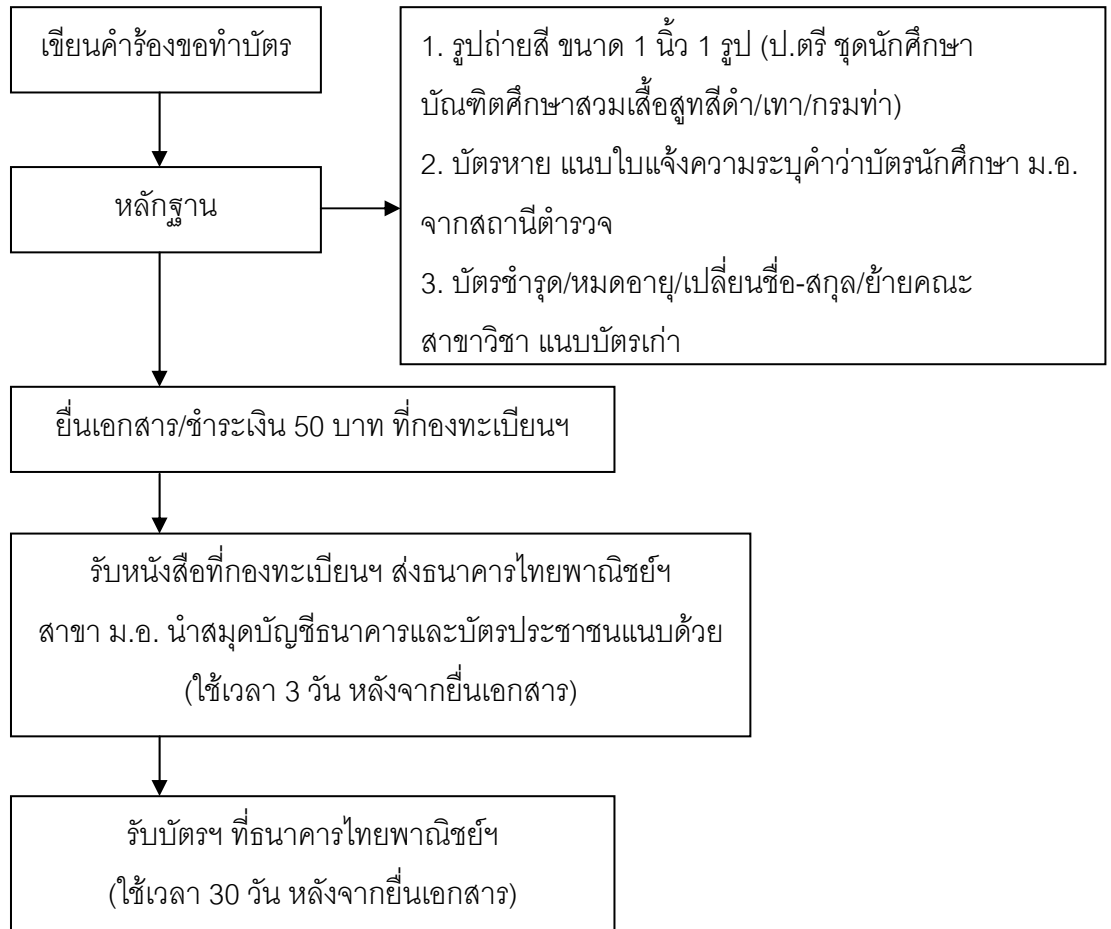 เขียนคำร้องขอทำบัตร
หลักฐาน
1. รูปถ่ายสี ขนาด 1 นิ้ว 1 รูป (ป.ตรี ชุดนักศึกษา
บัณฑิตศึกษาสวมเสื้อสูทสีดำ/เทา/กรมท่า)
2. บัตรหาย แนบใบแจ้งความระบุคำว่าบัตรนักศึกษา ม.อ.
จากสถานีตำรวจ
3. บัตรชำรุด/หมดอายุ/เปลี่ยนชื่อ-สกุล/ย้ายคณะ
สาขาวิชา แนบบัตรเก่า
ยื่นเอกสาร/ชำระเงิน 50 บาท ที่กองทะเบียนฯ
รับหนังสือที่กองทะเบียนฯ ส่งธนาคารไทยพาณิชย์ฯ
สาขา ม.อ. นำสมุดบัญชีธนาคารและบัตรประชาชนแนบด้วย
(ใช้เวลา 3 วัน หลังจากยื่นเอกสาร)
รับบัตรฯ ที่ธนาคารไทยพาณิชย์ฯ
(ใช้เวลา 30 วัน หลังจากยื่นเอกสาร)